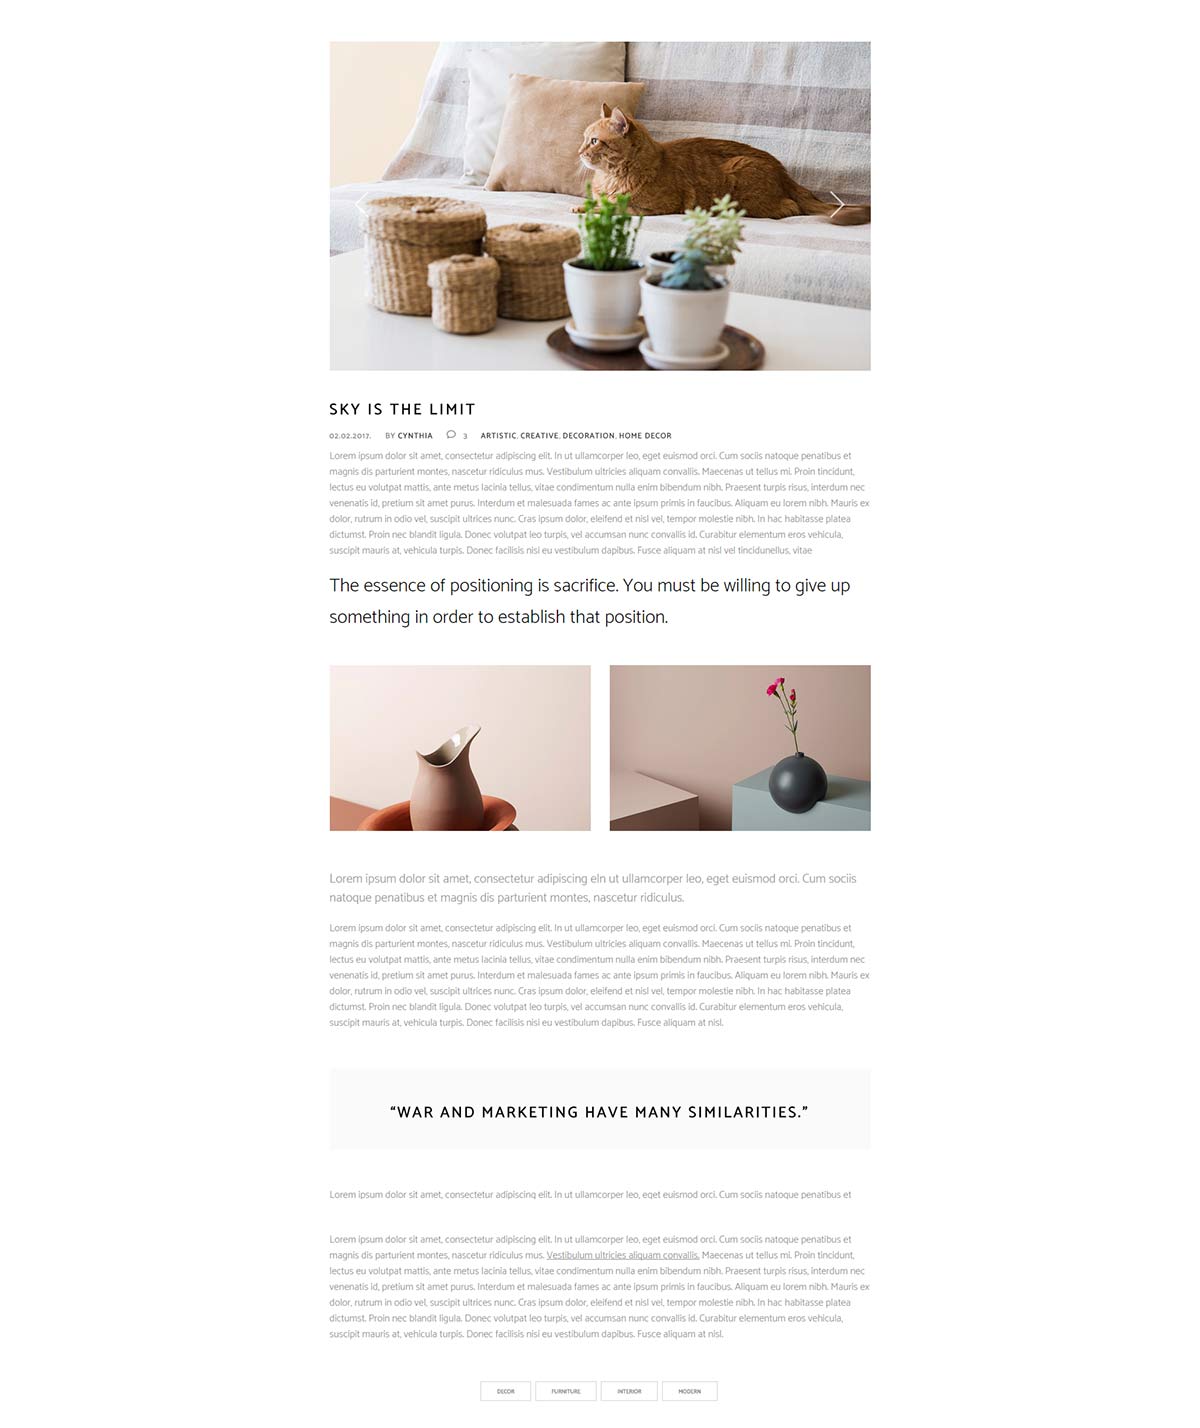 SKY IS THE LIMIT
02.02.2017. BY CYNTHIA 3 ARTISTIC, CREATIVE, DECORATION, HOME DECOR
Lorem ipsum dolor sit amet, consectetur adipiscing elit. In ut ullamcorper leo, eget euismod orci. Cum sociis natoque penatibus et
magnis dis parturient montes, nascetur ridiculus mus. Vestibulum ultricies aliquam convallis. Maecenas ut tellus mi. Proin tincidunt,
lectus eu volutpat mattis, ante metus lacinia tellus, vitae condimentum nulla enim bibendum nibh. Praesent turpis risus, interdum nec
venenatis id, pretium sit amet purus. Interdum et malesuada fames ac ante ipsum primis in faucibus. Aliquam eu lorem nibh. Mauris ex
dolor, rutrum in odio vel, suscipit ultrices nunc. Cras ipsum dolor, eleifend et nisl vel, tempor molestie nibh. In hac habitasse platea
dictumst. Proin nec blandit ligula. Donec volutpat leo turpis, vel accumsan nunc convallis id. Curabitur elementum eros vehicula,
suscipit mauris at, vehicula turpis. Donec facilisis nisi eu vestibulum dapibus. Fusce aliquam at nisl vel tincidunellus, vitae
The essence of positioning is sacrifice. You must be willing to give up
something in order to establish that position.
Lorem ipsum dolor sit amet, consectetur adipiscing eln ut ullamcorper leo, eget euismod orci. Cum sociis
natoque penatibus et magnis dis parturient montes, nascetur ridiculus.
Lorem ipsum dolor sit amet, consectetur adipiscing elit. In ut ullamcorper leo, eget euismod orci. Cum sociis natoque penatibus et
magnis dis parturient montes, nascetur ridiculus mus. Vestibulum ultricies aliquam convallis. Maecenas ut tellus mi. Proin tincidunt,
lectus eu volutpat mattis, ante metus lacinia tellus, vitae condimentum nulla enim bibendum nibh. Praesent turpis risus, interdum nec
venenatis id, pretium sit amet purus. Interdum et malesuada fames ac ante ipsum primis in faucibus. Aliquam eu lorem nibh. Mauris ex
dolor, rutrum in odio vel, suscipit ultrices nunc. Cras ipsum dolor, eleifend et nisl vel, tempor molestie nibh. In hac habitasse platea
dictumst. Proin nec blandit ligula. Donec volutpat leo turpis, vel accumsan nunc convallis id. Curabitur elementum eros vehicula,
suscipit mauris at, vehicula turpis. Donec facilisis nisi eu vestibulum dapibus. Fusce aliquam at nisl.
“WAR AND MARKETING HAVE MANY SIMILARITIES.”
Lorem ipsum dolor sit amet, consectetur adipiscing elit. In ut ullamcorper leo, eget euismod orci. Cum sociis natoque penatibus et
Lorem ipsum dolor sit amet, consectetur adipiscing elit. In ut ullamcorper leo, eget euismod orci. Cum sociis natoque penatibus et
magnis dis parturient montes, nascetur ridiculus mus. Vestibulum ultricies aliquam convallis. Maecenas ut tellus mi. Proin tincidunt,
lectus eu volutpat mattis, ante metus lacinia tellus, vitae condimentum nulla enim bibendum nibh. Praesent turpis risus, interdum nec
venenatis id, pretium sit amet purus. Interdum et malesuada fames ac ante ipsum primis in faucibus. Aliquam eu lorem nibh. Mauris ex
dolor, rutrum in odio vel, suscipit ultrices nunc. Cras ipsum dolor, eleifend et nisl vel, tempor molestie nibh. In hac habitasse platea
dictumst. Proin nec blandit ligula. Donec volutpat leo turpis, vel accumsan nunc convallis id. Curabitur elementum eros vehicula,
suscipit mauris at, vehicula turpis. Donec facilisis nisi eu vestibulum dapibus. Fusce aliquam at nisl.
DECOR FURNITURE INTERIOR MODERN